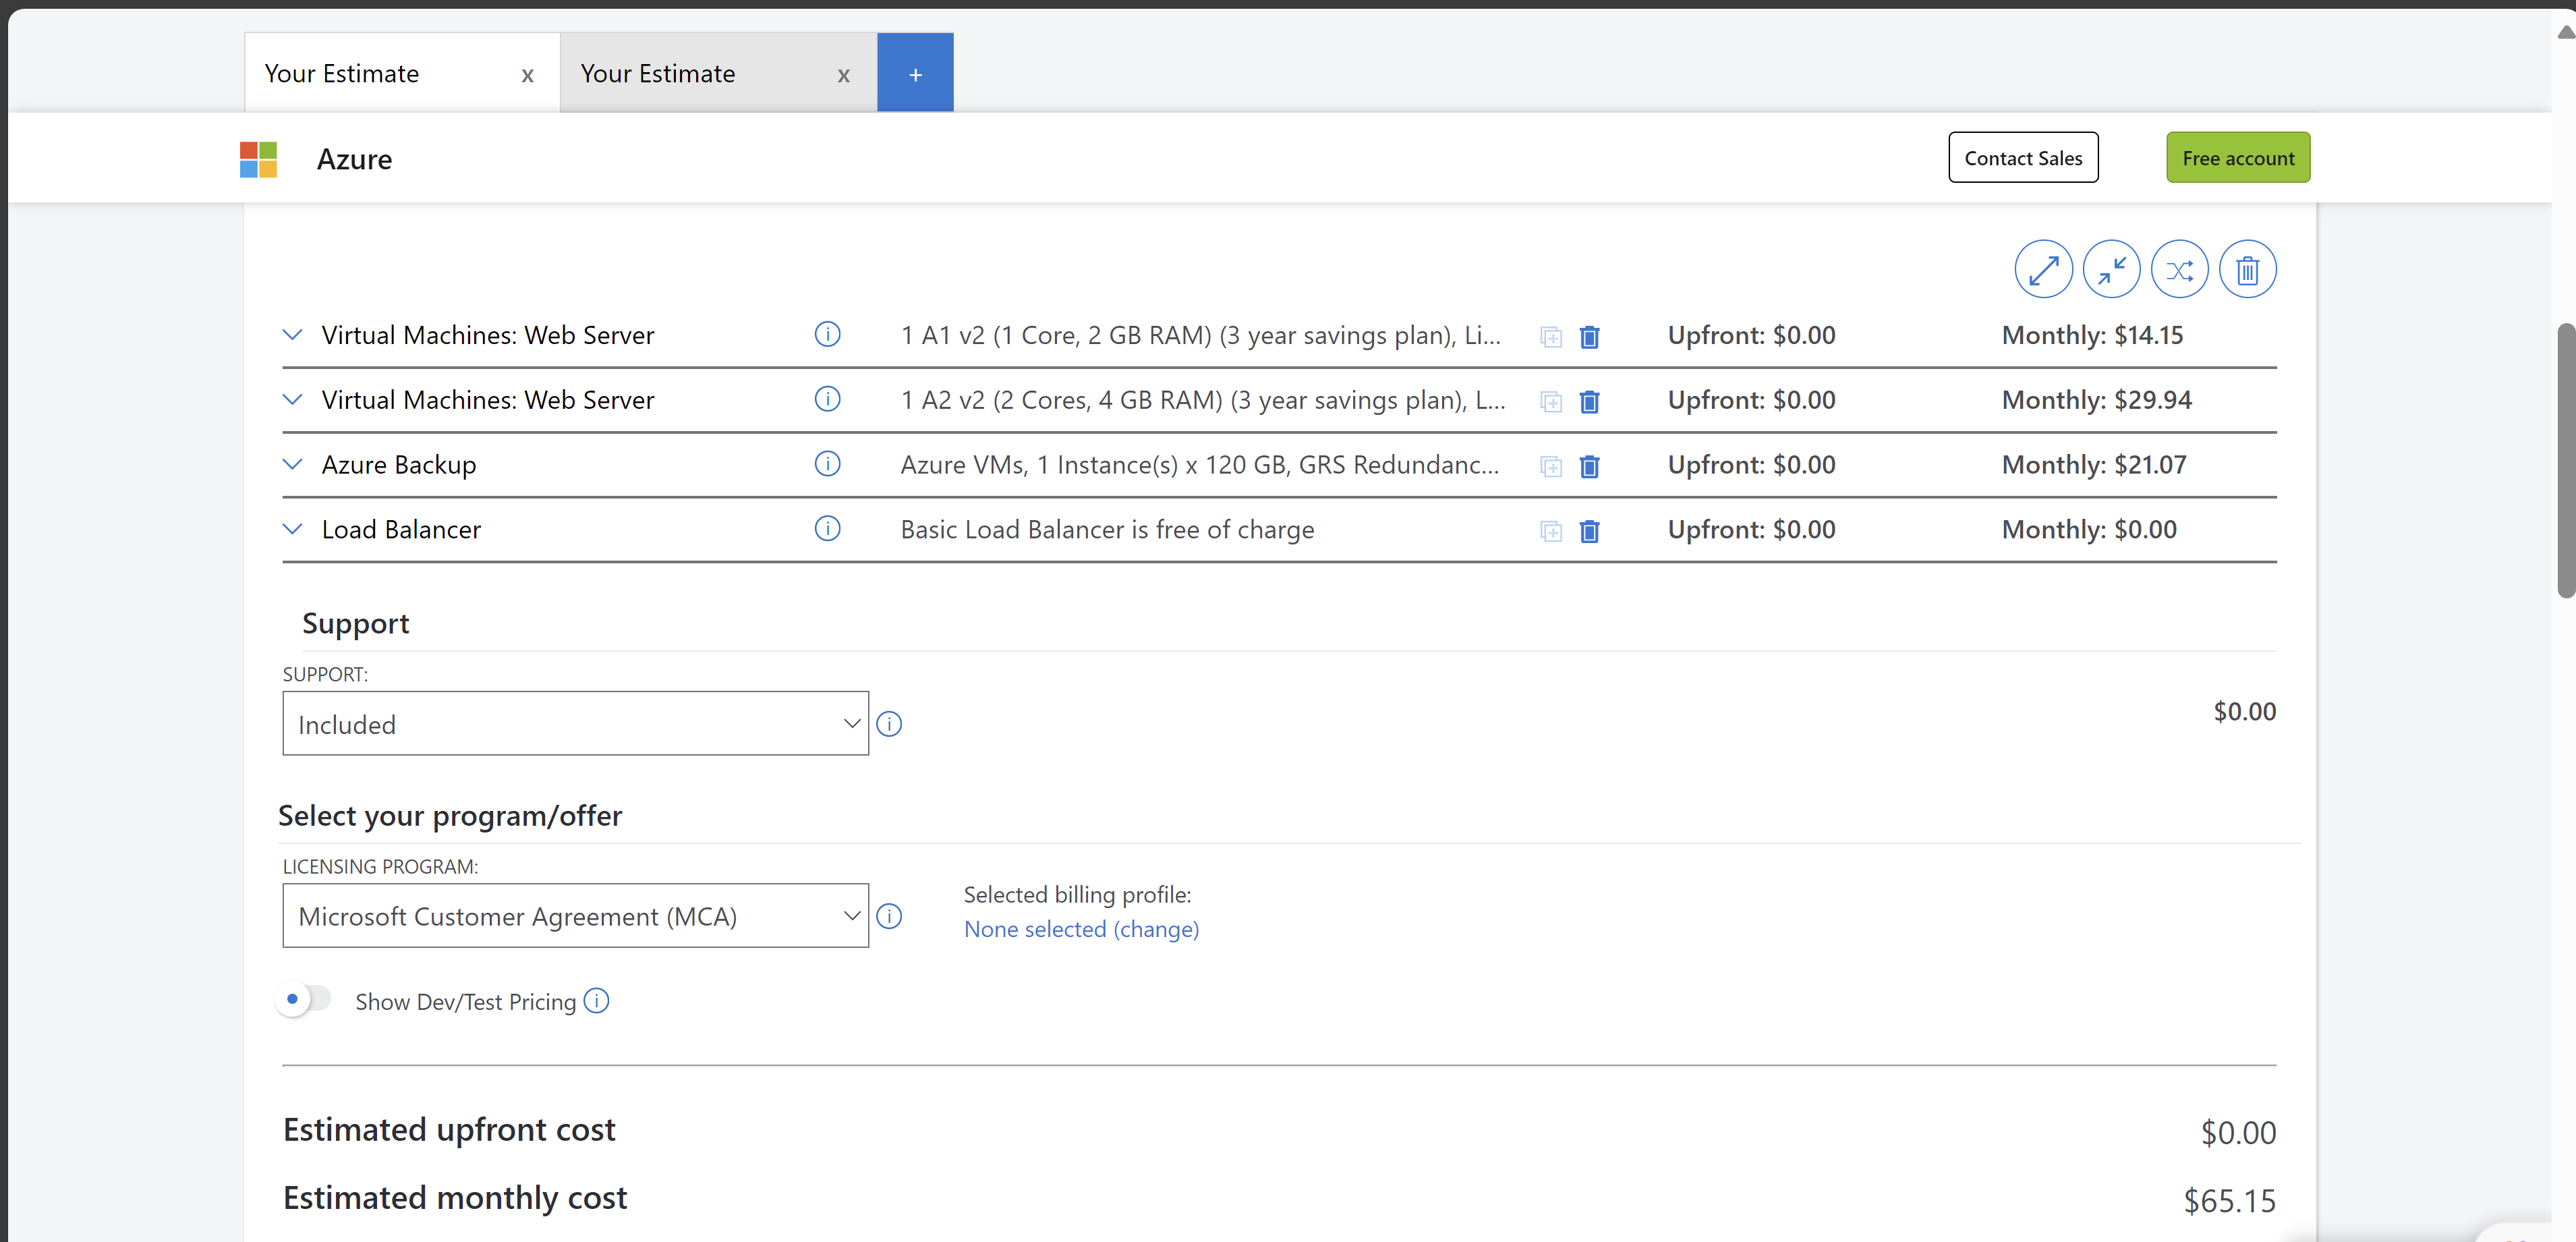 Your Estimate x Your Estimate x +
Azure Contact Sales Free account
Virtual Machines: Web Server 1 A1 v2 (1 Core, 2 GB RAM) (3 year savings plan), Li... Upfront: $0.00 Monthly: $14.15
Virtual Machines: Web Server 1 A2 v2 (2 Cores, 4 GB RAM) (3 year savings plan), L... Upfront: $0.00 Monthly: $29.94
Azure Backup Azure VMs, 1 Instance(s) x 120 GB, GRS Redundanc... Upfront: $0.00 Monthly: $21.07
Load Balancer Basic Load Balancer is free of charge Upfront: $0.00 Monthly: $0.00
Support
SUPPORT:
Included $0.00
Select your program/offer
LICENSING PROGRAM:
Microsoft Customer Agreement (MCA)
Selected billing profile:
None selected (change)
Show Dev/Test Pricing
Estimated upfront cost $0.00
Estimated monthly cost $65.15